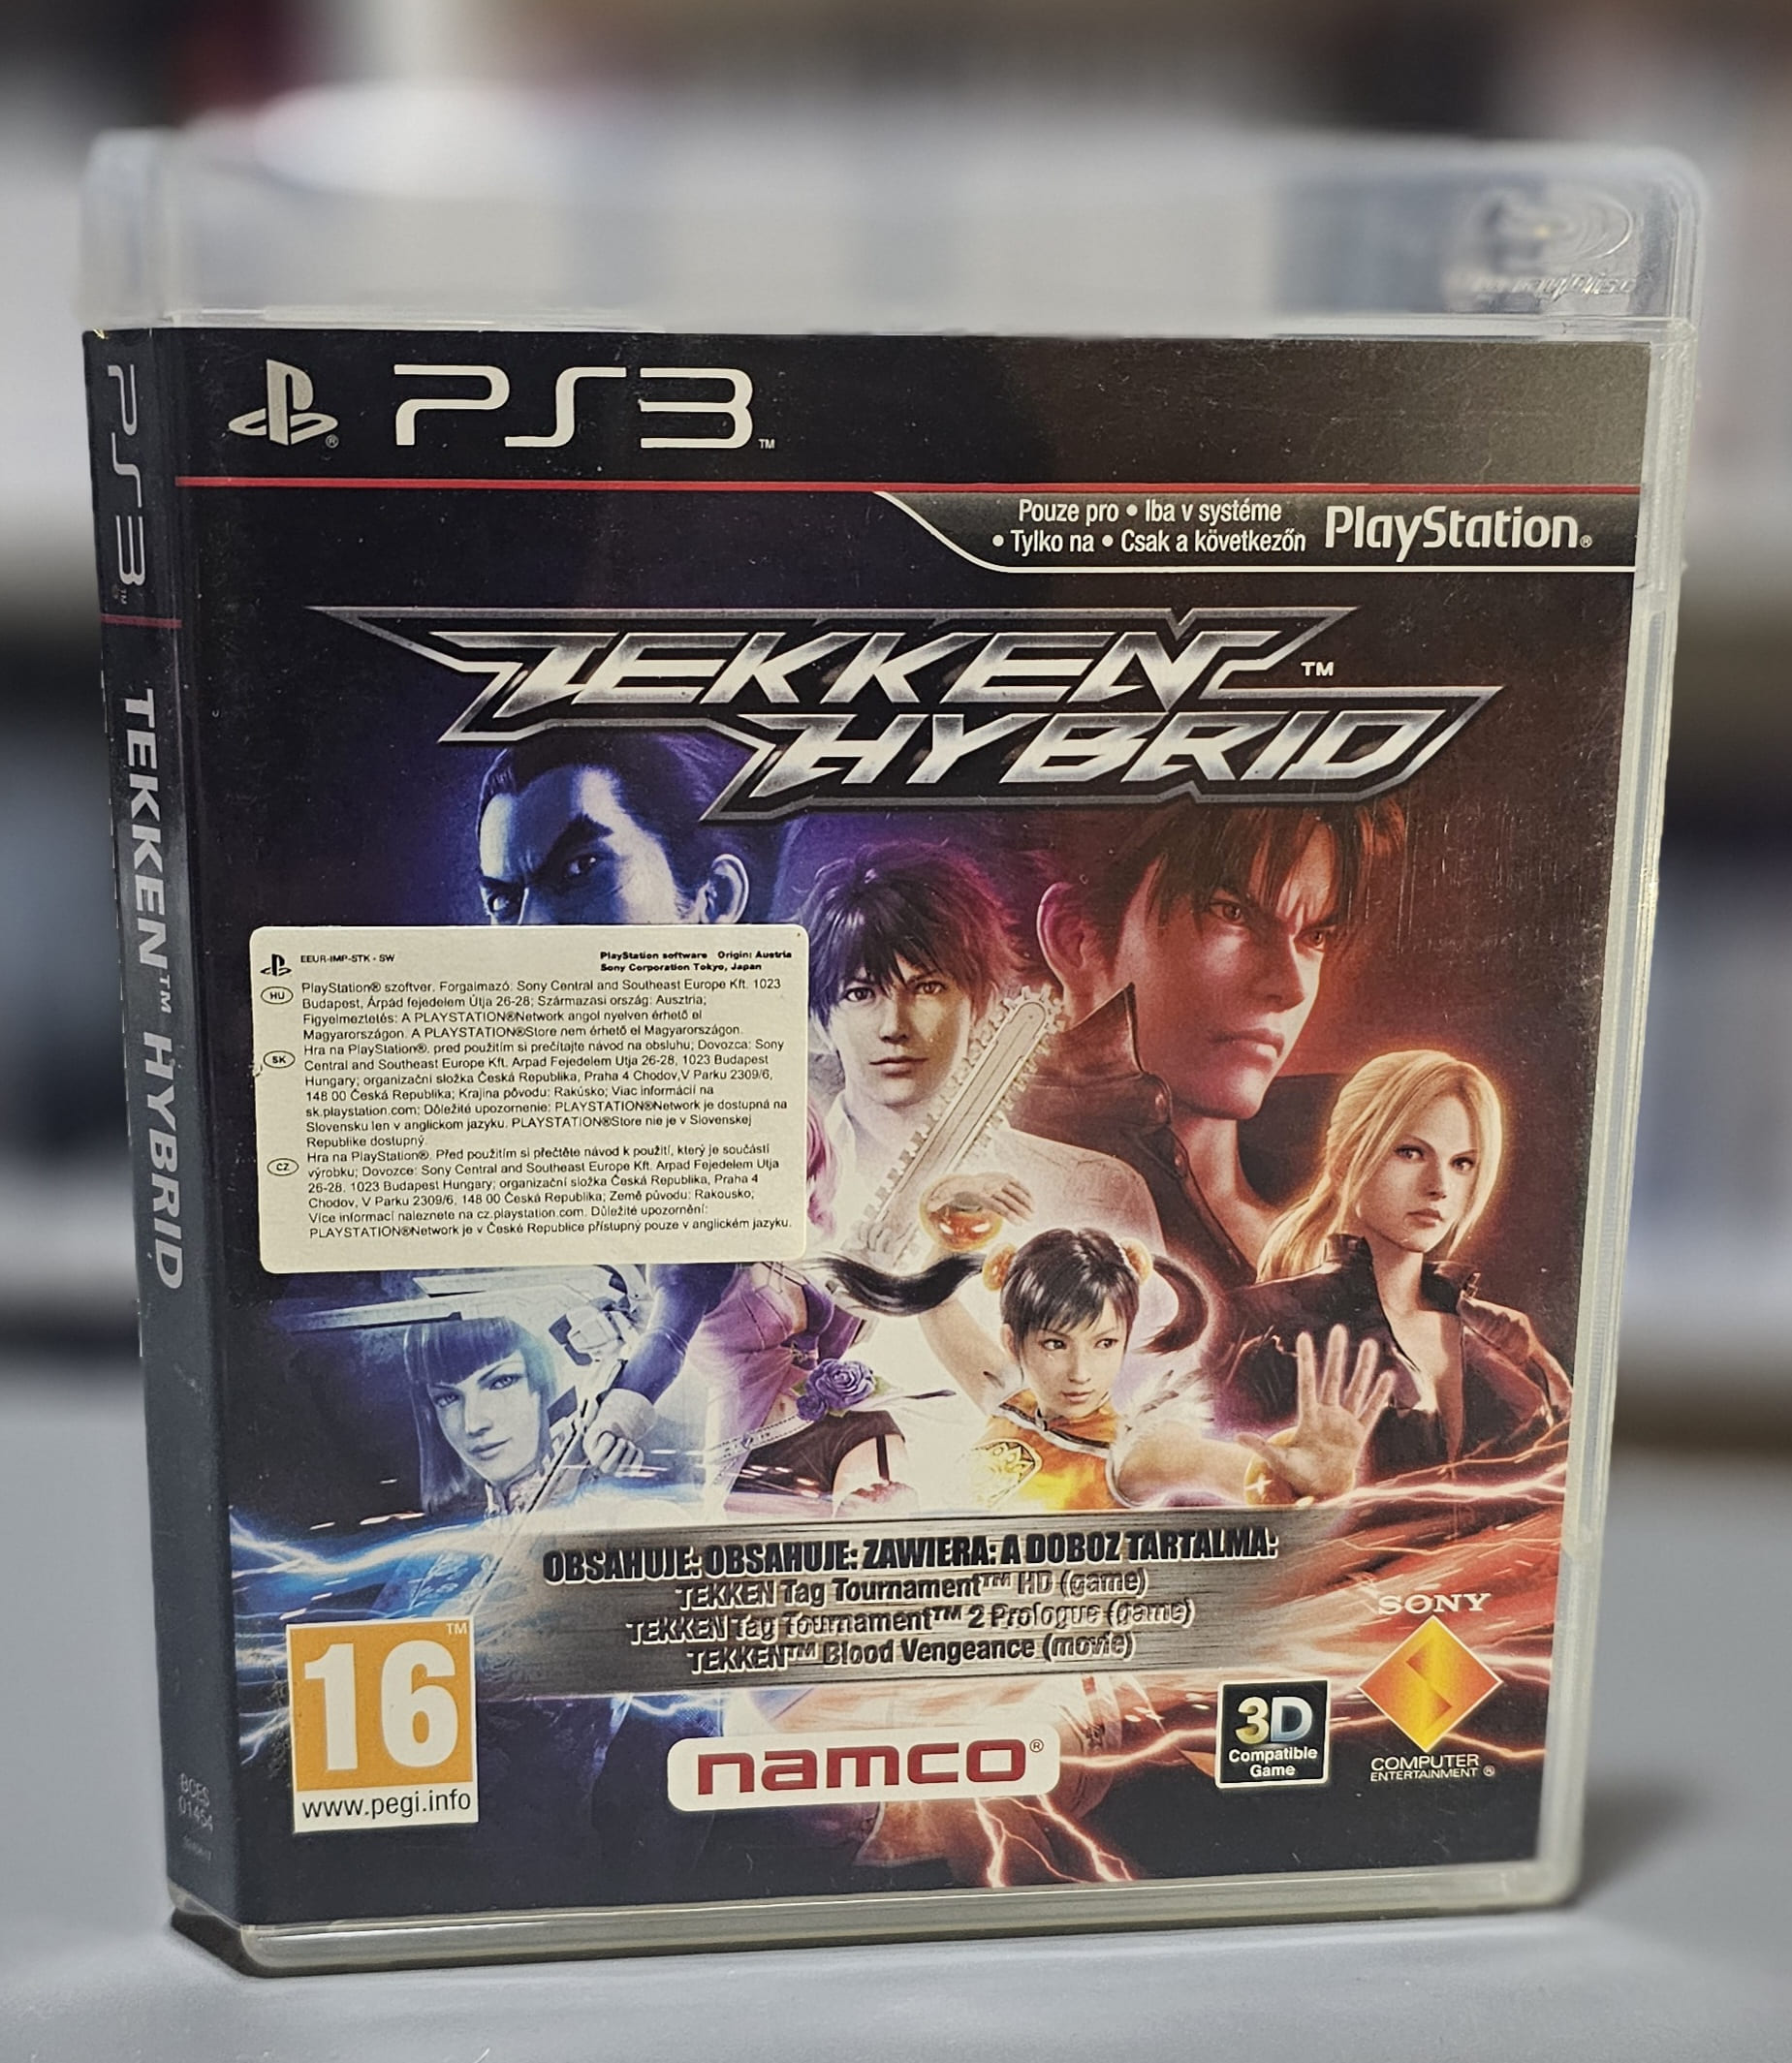 PS3™
Pouze pro • Iba v systéme
• Tylko na • Csak a következőn
PlayStation®
TEKKEN™
HYBRID
EEUR-IMP-STK - SW
PlayStation software Origin: Austria
Sony Corporation Tokyo, Japan
HU
PlayStation® szoftver. Forgalmazó: Sony Central and Southeast Europe Kft. 1023
Budapest, Árpád fejedelem Útja 26-28; Származasi ország: Ausztria;
Figyelmeztetés: A PLAYSTATION®Network angol nyelven érhető el
Magyarországon. A PLAYSTATION®Store nem érhető el Magyarországon.
SK
Hra na PlayStation®. pred použitím si prečítajte návod na obsluhu; Dovozca: Sony
Central and Southeast Europe Kft. Arpad Fejedelem Utja 26-28, 1023 Budapest
Hungary; organizační složka Česká Republika, Praha 4 Chodov,V Parku 2309/6,
148 00 Česká Republika; Krajina pôvodu: Rakúsko; Viac informácií na
sk.playstation.com; Dôležité upozornenie: PLAYSTATION®Network je dostupná na
Slovensku len v anglickom jazyku. PLAYSTATION®Store nie je v Slovenskej
Republike dostupný.
CZ
Hra na PlayStation®. Před použitím si přečtěte návod k použití, který je součástí
výrobku; Dovozce: Sony Central and Southeast Europe Kft. Arpad Fejedelem Utja
26-28. 1023 Budapest Hungary; organizační složka Česká Republika, Praha 4
Chodov, V Parku 2309/6, 148 00 Česká Republika; Země původu: Rakousko;
Více informací naleznete na cz.playstation.com. Důležité upozornění:
PLAYSTATION®Network je v České Republice přístupný pouze v anglickém jazyku.
OBSAHUJE: OBSAHUJE: ZAWIERA: A DOBOZ TARTALMA:
TEKKEN Tag Tournament™ HD (game)
TEKKEN Tag Tournament™ 2 Prologue (game)
TEKKEN™ Blood Vengeance (movie)
16™
www.pegi.info
namco®
3D
Compatible
Game
SONY
COMPUTER
ENTERTAINMENT ®
PS3™
TEKKEN™ HYBRID
BCES
01454